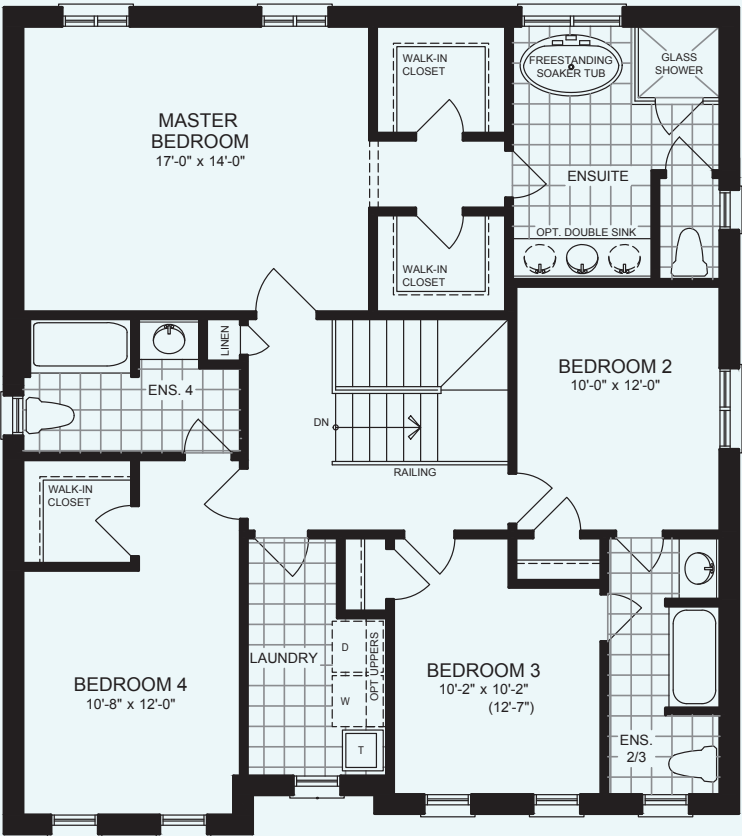 WALK-IN
CLOSET
FREESTANDING
SOAKER TUB
GLASS
SHOWER
MASTER
BEDROOM
17'-0" x 14'-0"
ENSUITE
OPT. DOUBLE SINK
WALK-IN
CLOSET
LINEN
ENS. 4
BEDROOM 2
10'-0" x 12'-0"
DN
RAILING
WALK-IN
CLOSET
LAUNDRY
D
OPT UPPERS
W
T
BEDROOM 4
10'-8" x 12'-0"
BEDROOM 3
10'-2" x 10'-2"
(12'-7")
ENS.
2/3